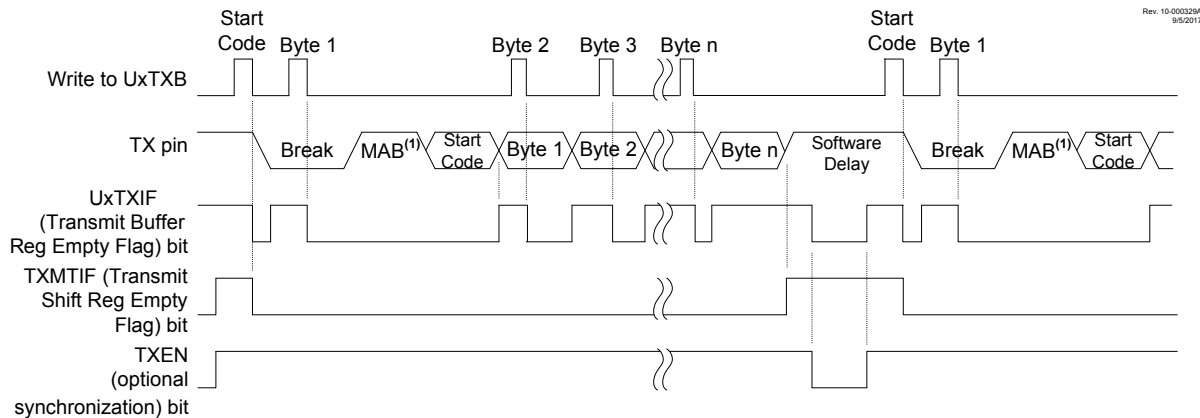 Rev. 10-000329A
9/5/2017
Start
Code
Byte 1
Byte 2
Byte 3
Byte n
Start
Code
Byte 1
Write to UxTXB
TX pin
Break
MAB(1)
Start
Code
Byte 1
Byte 2
Byte n
Software
Delay
Break
MAB(1)
Start
Code
UxTXIF
(Transmit Buffer
Reg Empty Flag) bit
TXMTIF (Transmit
Shift Reg Empty
Flag) bit
TXEN
(optional
synchronization) bit